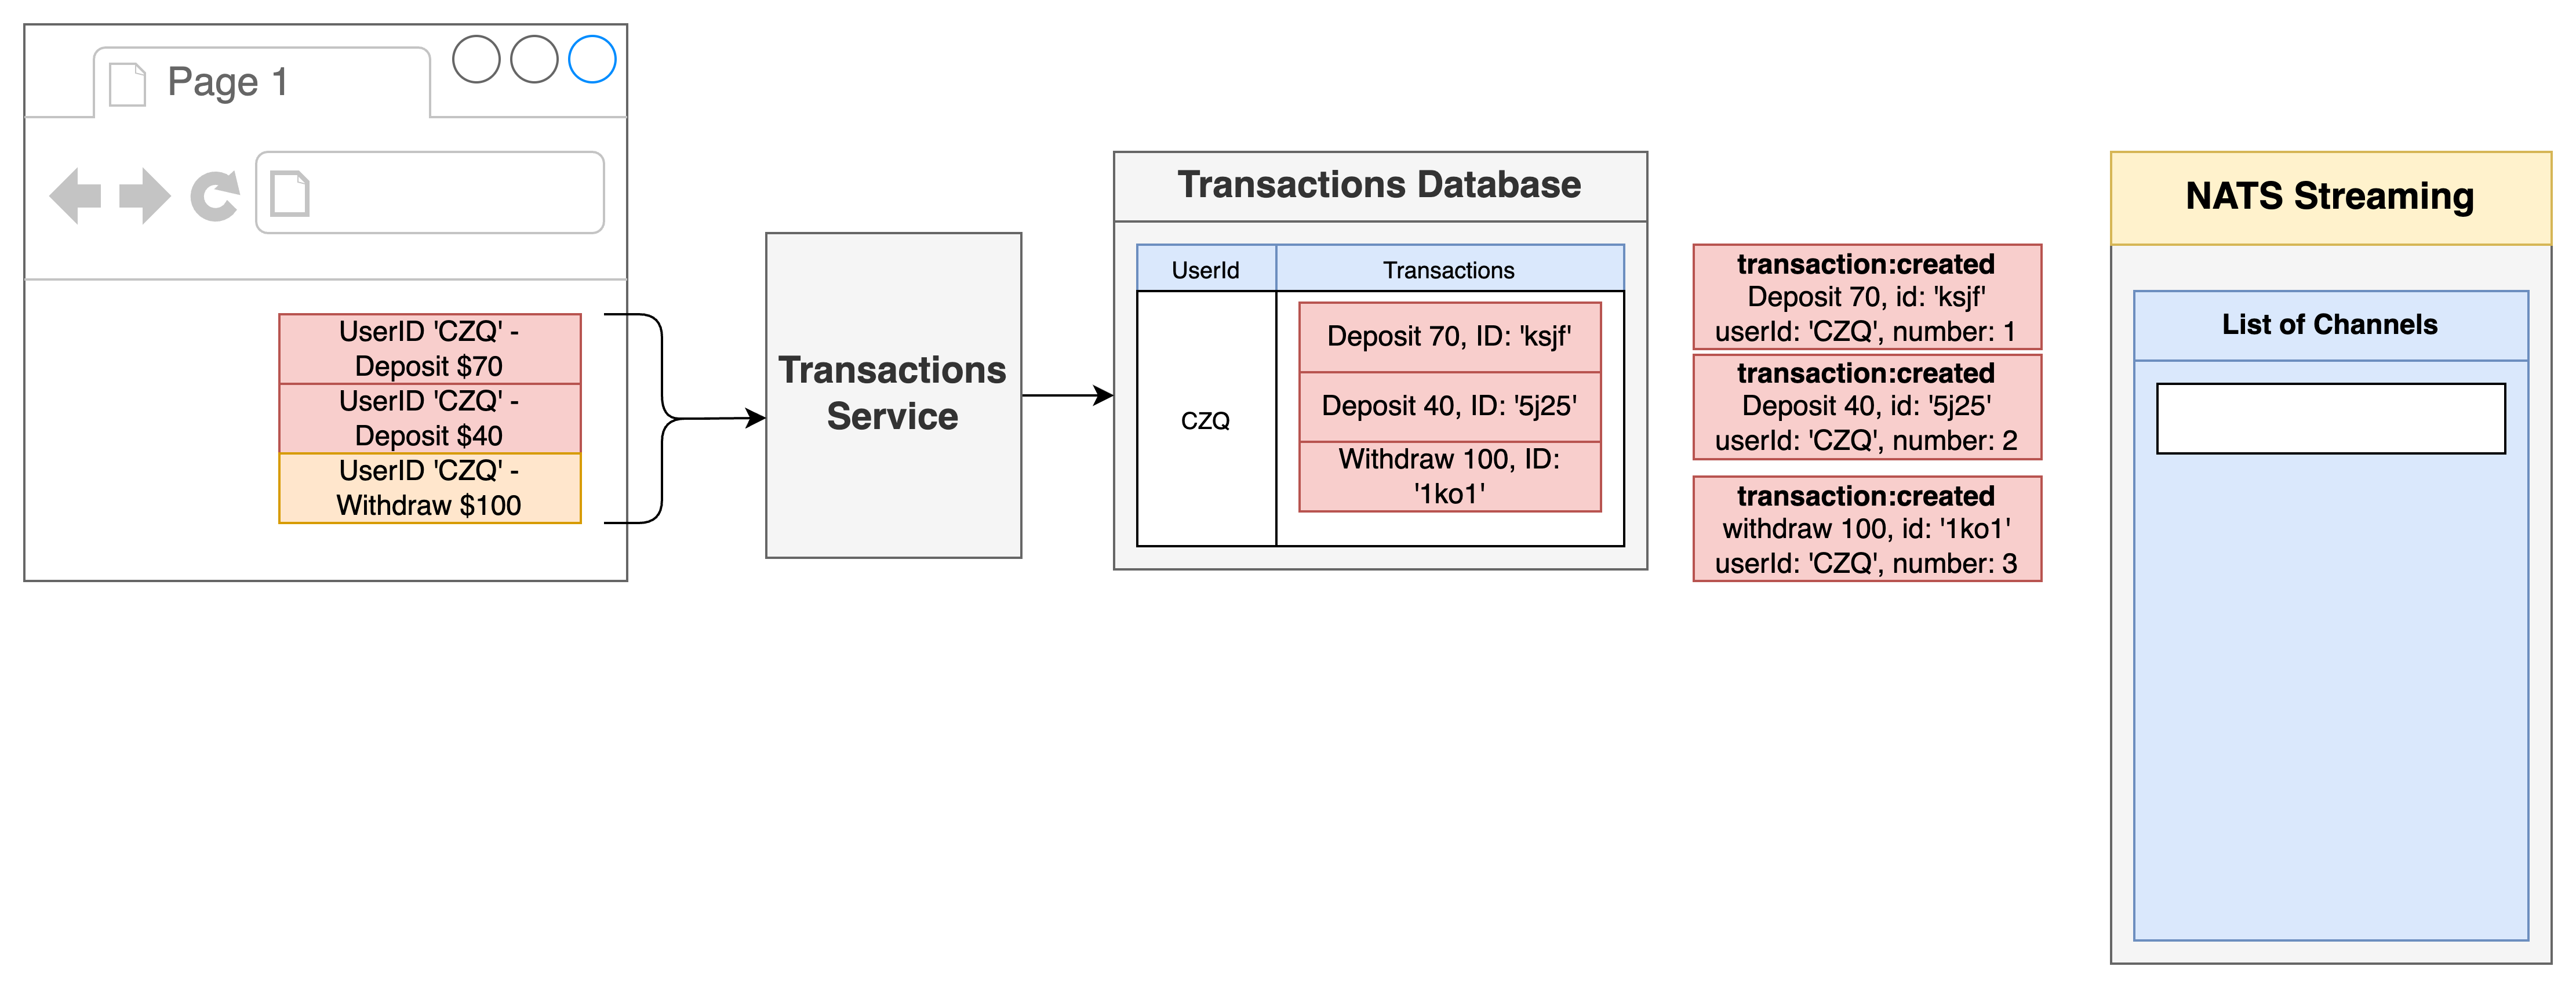 Page 1
UserID 'CZQ' -
Deposit $70
UserID 'CZQ' -
Deposit $40
UserID 'CZQ' -
Withdraw $100
Transactions
Service
Transactions Database
UserId
Transactions
CZQ
Deposit 70, ID: 'ksjf'
Deposit 40, ID: '5j25'
Withdraw 100, ID:
'1ko1'
transaction:created
Deposit 70, id: 'ksjf'
userId: 'CZQ', number: 1
transaction:created
Deposit 40, id: '5j25'
userId: 'CZQ', number: 2
transaction:created
withdraw 100, id: '1ko1'
userId: 'CZQ', number: 3
NATS Streaming
List of Channels